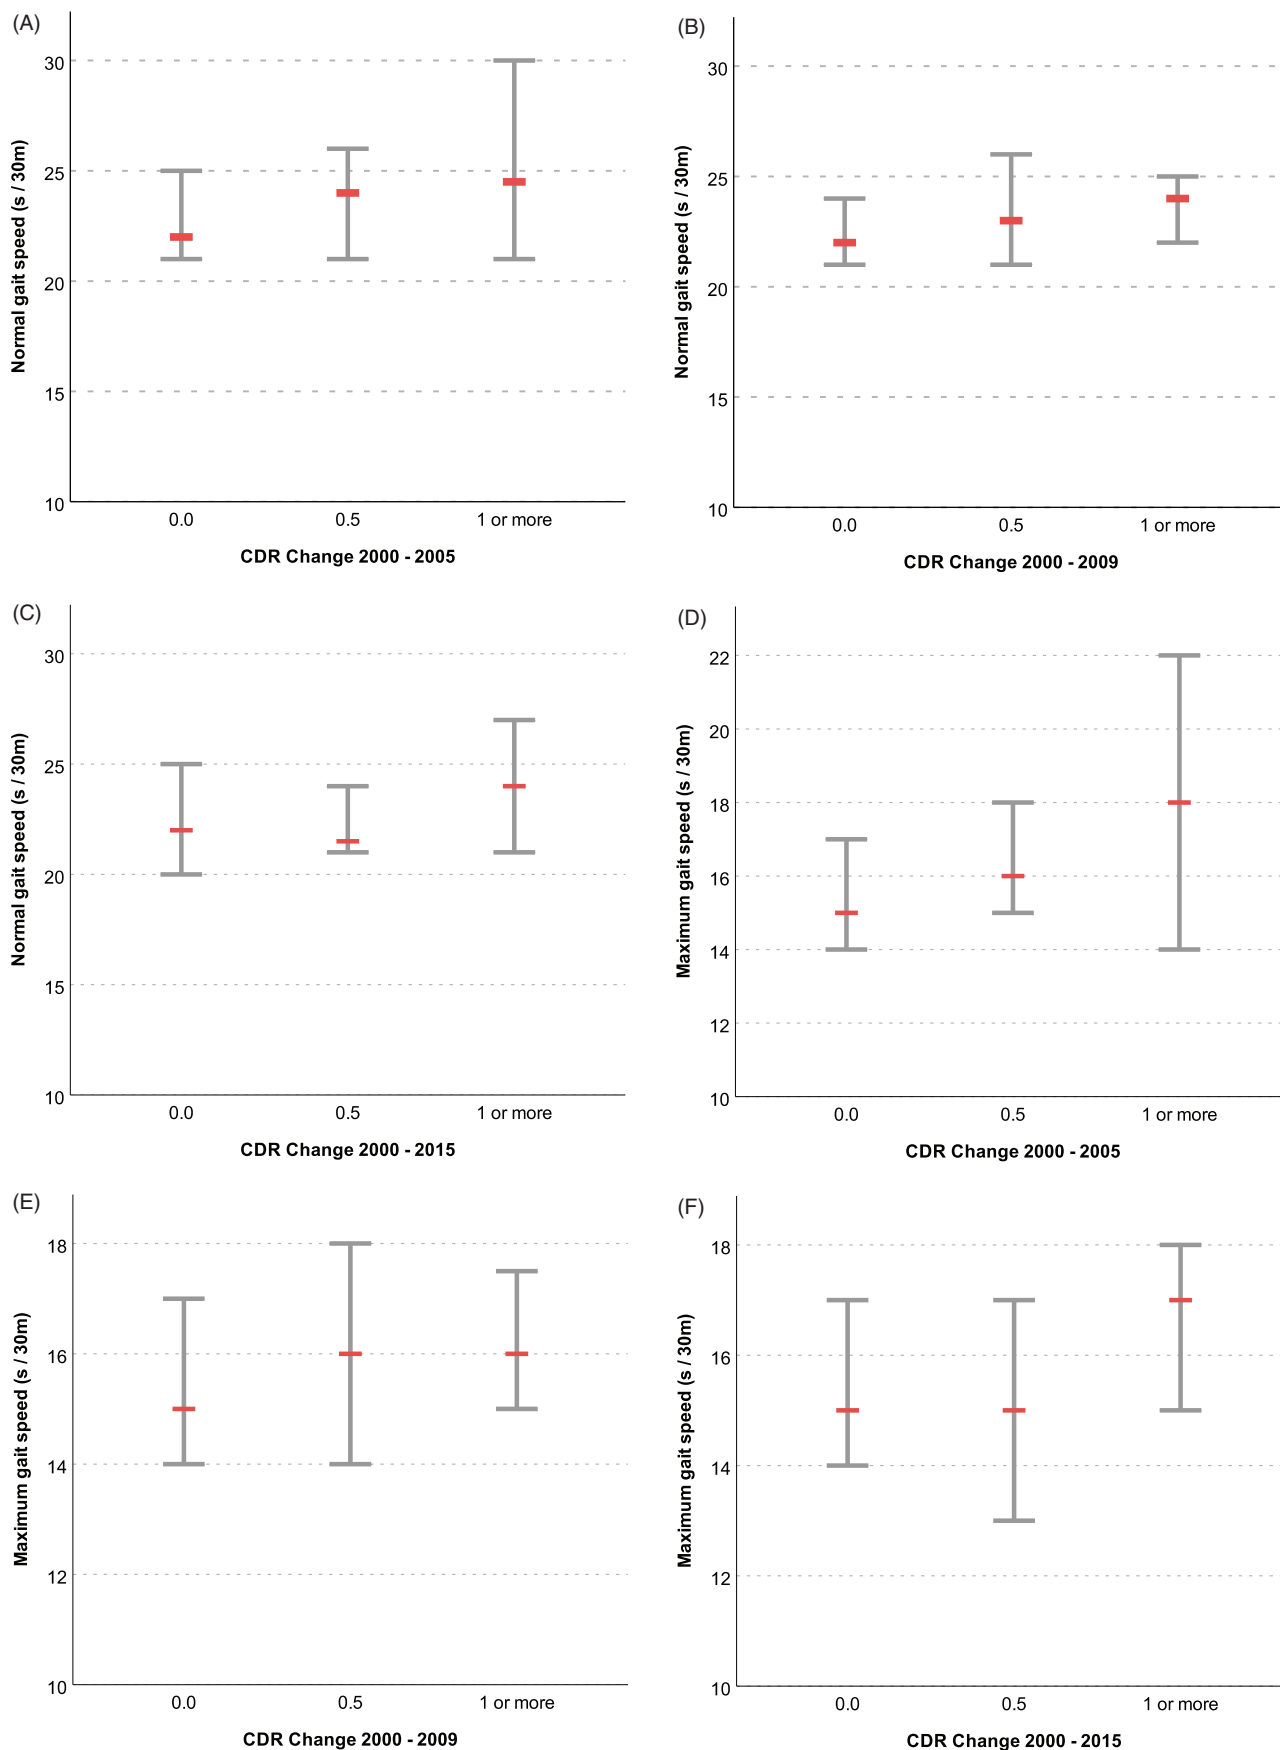 (A)
30
25
20
15
10
Normal gait speed (s / 30m)
0.0 0.5 1 or more
CDR Change 2000 - 2005
(B)
30
25
20
15
10
Normal gait speed (s / 30m)
0.0 0.5 1 or more
CDR Change 2000 - 2009
(C)
30
25
20
15
10
Normal gait speed (s / 30m)
0.0 0.5 1 or more
CDR Change 2000 - 2015
(D)
22
20
18
16
14
12
10
Maximum gait speed (s / 30m)
0.0 0.5 1 or more
CDR Change 2000 - 2005
(E)
18
16
14
12
10
Maximum gait speed (s / 30m)
0.0 0.5 1 or more
CDR Change 2000 - 2009
(F)
18
16
14
12
10
Maximum gait speed (s / 30m)
0.0 0.5 1 or more
CDR Change 2000 - 2015